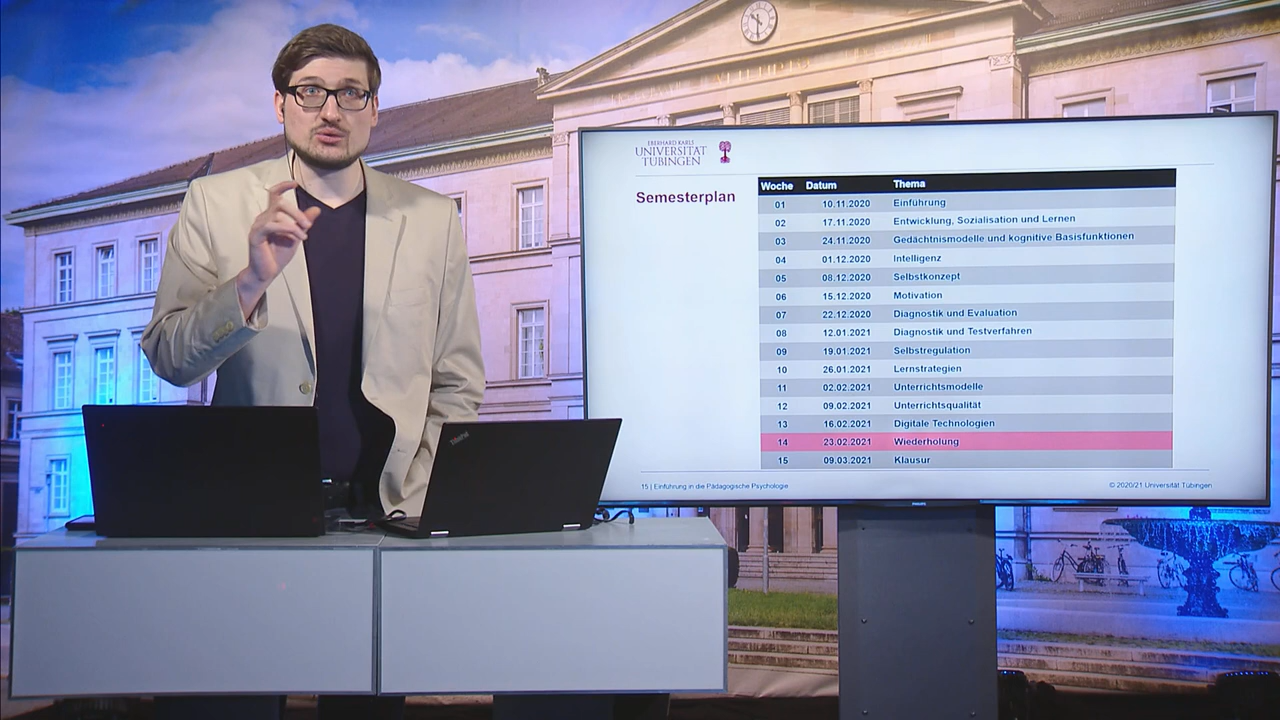 EBERHARD KARLS
UNIVERSITÄT
TÜBINGEN
Semesterplan
Woche Datum Thema
01 10.11.2020 Einführung
02 17.11.2020 Entwicklung, Sozialisation und Lernen
03 24.11.2020 Gedächtnismodelle und kognitive Basisfunktionen
04 01.12.2020 Intelligenz
05 08.12.2020 Selbstkonzept
06 15.12.2020 Motivation
07 22.12.2020 Diagnostik und Evaluation
08 12.01.2021 Diagnostik und Testverfahren
09 19.01.2021 Selbstregulation
10 26.01.2021 Lernstrategien
11 02.02.2021 Unterrichtsmodelle
12 09.02.2021 Unterrichtsqualität
13 16.02.2021 Digitale Technologien
14 23.02.2021 Wiederholung
15 09.03.2021 Klausur
15 | Einführung in die Pädagogische Psychologie © 2020/21 Universität Tübingen
PHILIPS
ThinkPad